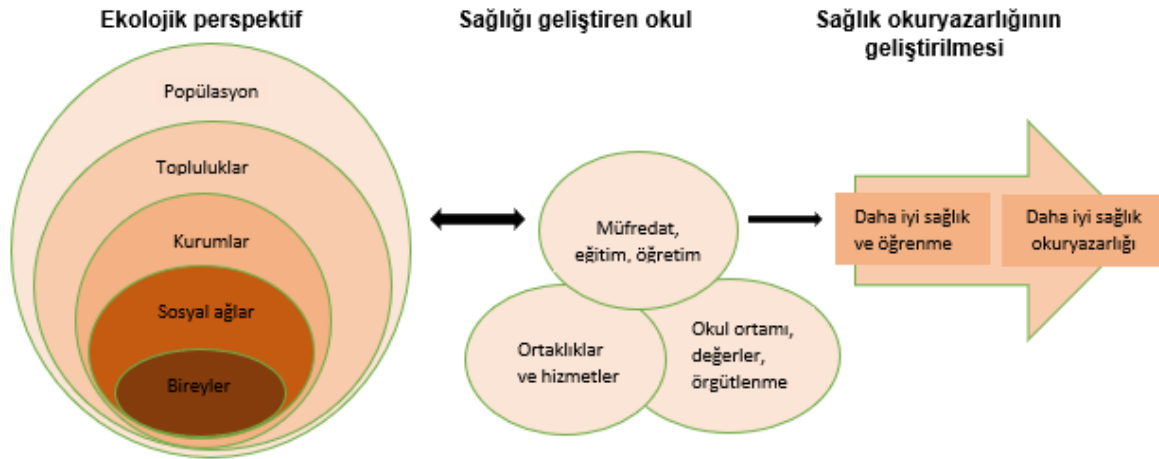 Ekolojik perspektif
Sağlığı geliştiren okul
Sağlık okuryazarlığının
geliştirilmesi
Popülasyon
Topluluklar
Kurumlar
Sosyal ağlar
Bireyler
Müfredat,
eğitim, öğretim
Ortaklıklar
ve hizmetler
Okul ortamı,
değerler,
örgütlenme
Daha iyi sağlık
ve öğrenme
Daha iyi sağlık
okuryazarlığı